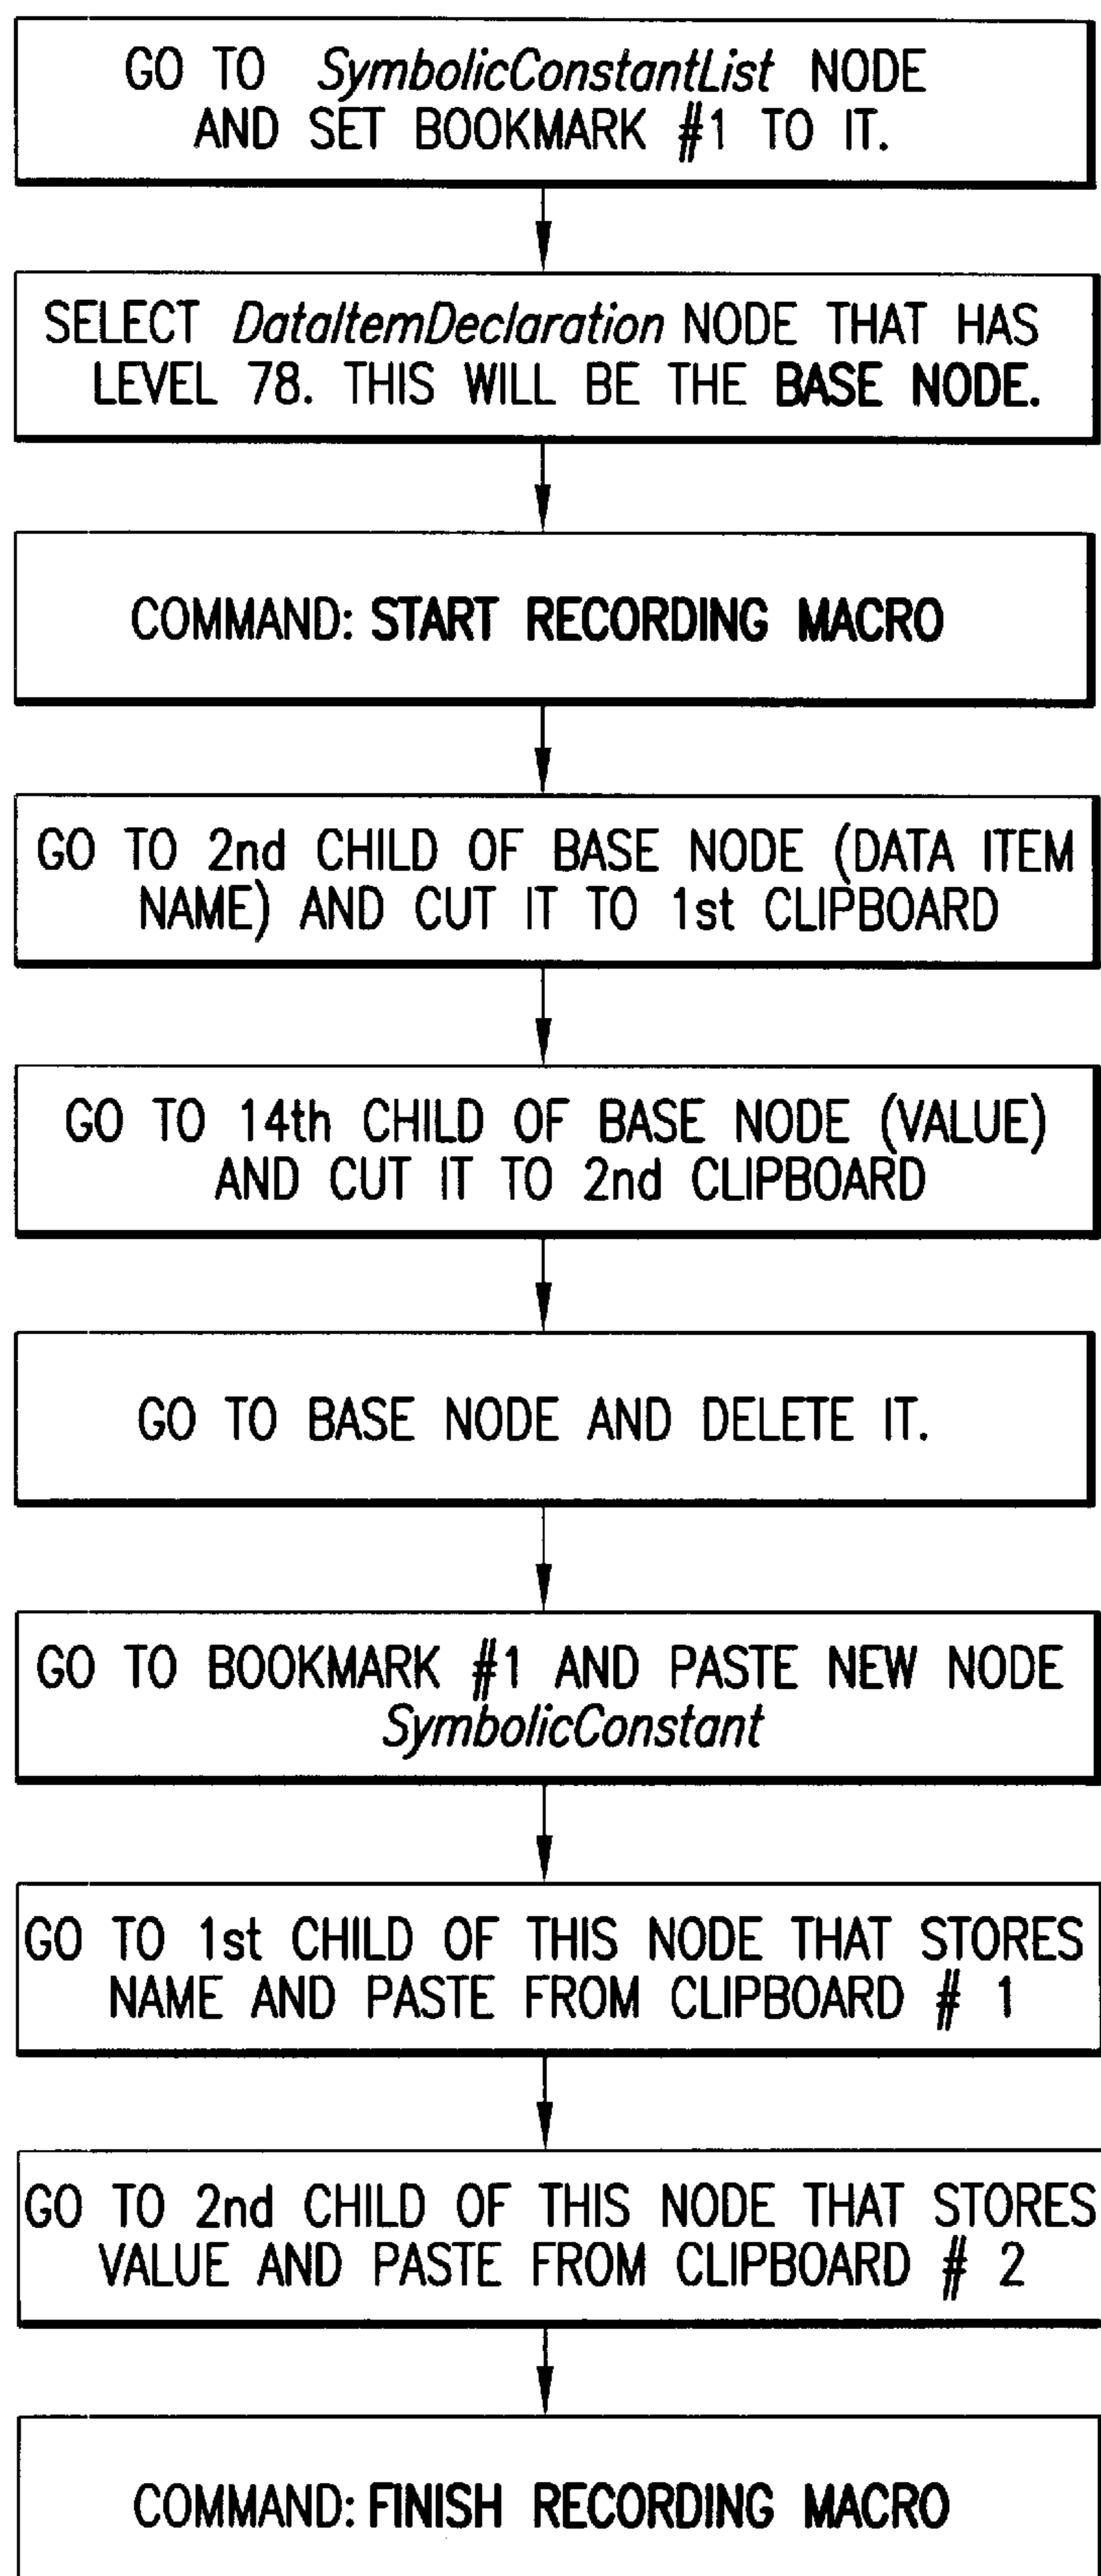 GO TO SymbolicConstantList NODE
AND SET BOOKMARK #1 TO IT.
SELECT DataItemDeclaration NODE THAT HAS
LEVEL 78. THIS WILL BE THE BASE NODE.
COMMAND: START RECORDING MACRO
GO TO 2nd CHILD OF BASE NODE (DATA ITEM
NAME) AND CUT IT TO 1st CLIPBOARD
GO TO 14th CHILD OF BASE NODE (VALUE)
AND CUT IT TO 2nd CLIPBOARD
GO TO BASE NODE AND DELETE IT.
GO TO BOOKMARK #1 AND PASTE NEW NODE
SymbolicConstant
GO TO 1st CHILD OF THIS NODE THAT STORES
NAME AND PASTE FROM CLIPBOARD # 1
GO TO 2nd CHILD OF THIS NODE THAT STORES
VALUE AND PASTE FROM CLIPBOARD # 2
COMMAND: FINISH RECORDING MACRO